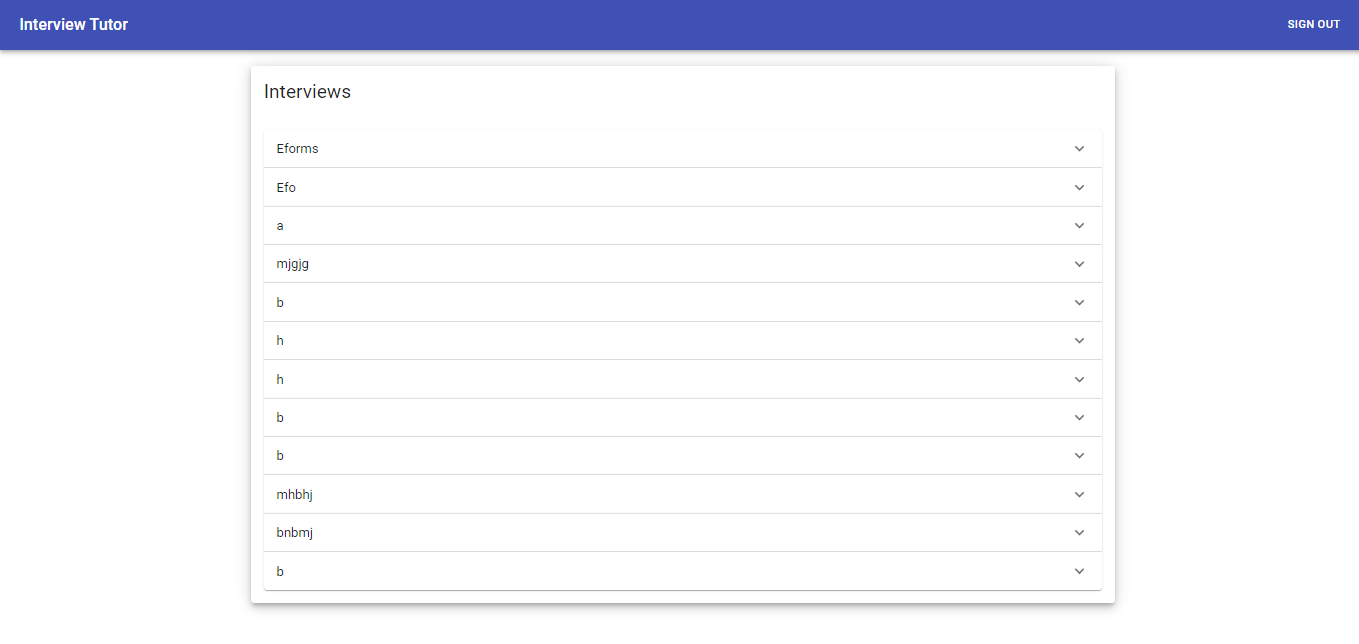 Interview Tutor
SIGN OUT
Interviews
Eforms
Efo
a
mjgjg
b
h
h
b
b
mhbhj
bnbmj
b